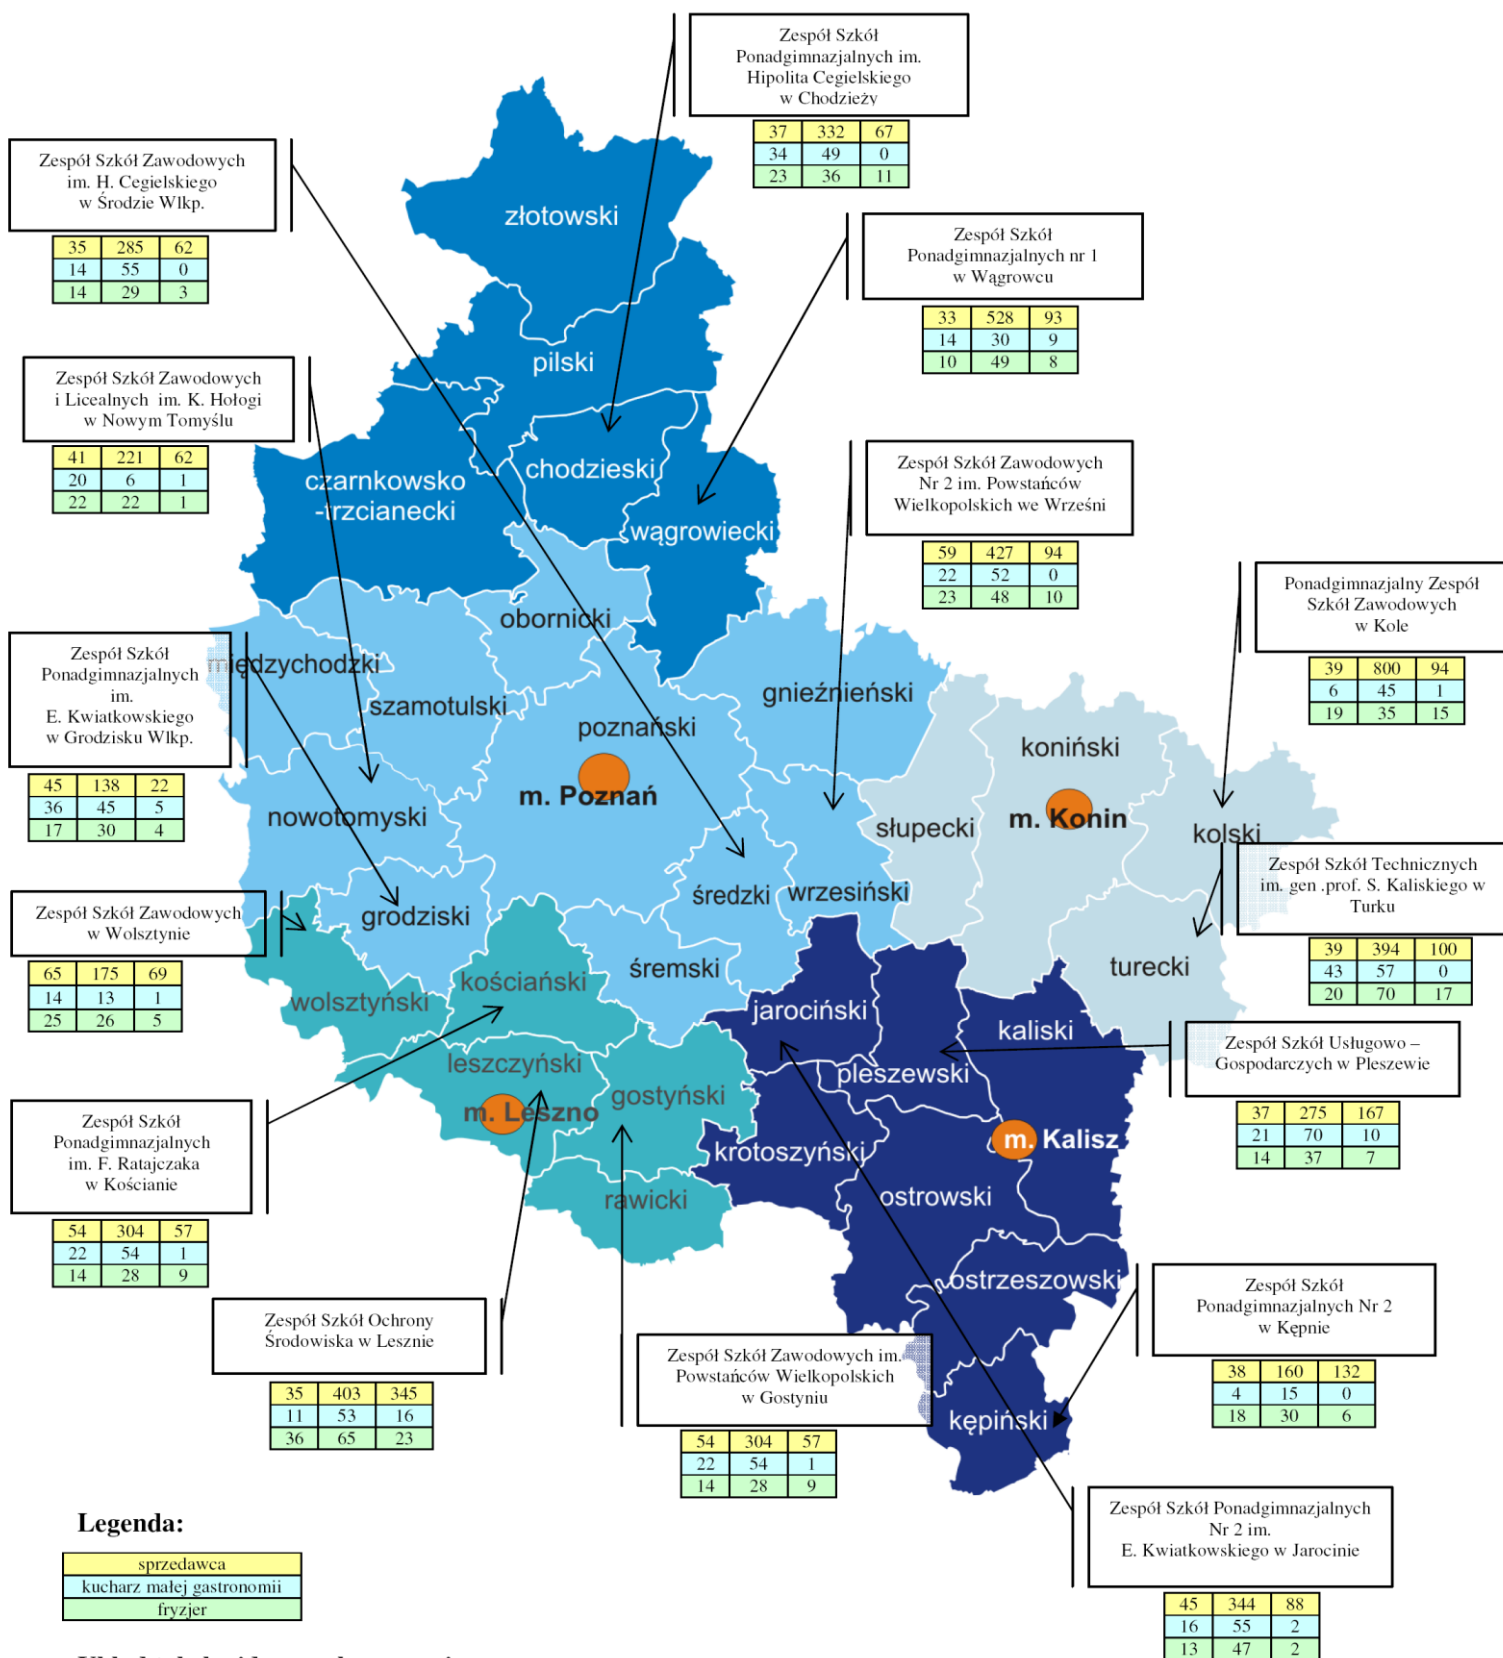 Zespół Szkół
Ponadgimnazjalnych im.
Hipolita Cegielskiego
w Chodzieży
37 332 67
34 49 0
23 36 11
Zespół Szkół Zawodowych
im. H. Cegielskiego
w Środzie Wlkp.
35 285 62
14 55 0
14 29 3
Zespół Szkół
Ponadgimnazjalnych nr 1
w Wągrowcu
33 528 93
14 30 9
10 49 8
Zespół Szkół Zawodowych
i Licealnych im. K. Hołogi
w Nowym Tomyślu
41 221 62
20 6 1
22 22 1
Zespół Szkół Zawodowych
Nr 2 im. Powstańców
Wielkopolskich we Wrześni
59 427 94
22 52 0
23 48 10
Ponadgimnazjalny Zespół
Szkół Zawodowych
w Kole
39 800 94
6 45 1
19 35 15
Zespół Szkół
Ponadgimnazjalnych
im.
E. Kwiatkowskiego
w Grodzisku Wlkp.
45 138 22
36 45 5
17 30 4
Zespół Szkół Technicznych
im. gen .prof. S. Kaliskiego w
Turku
39 394 100
43 57 0
20 70 17
Zespół Szkół Zawodowych
w Wolsztynie
65 175 69
14 13 1
25 26 5
Zespół Szkół Usługowo –
Gospodarczych w Pleszewie
37 275 167
21 70 10
14 37 7
Zespół Szkół
Ponadgimnazjalnych
im. F. Ratajczaka
w Kościanie
54 304 57
22 54 1
14 28 9
Zespół Szkół Ochrony
Środowiska w Lesznie
35 403 345
11 53 16
36 65 23
Zespół Szkół Zawodowych im.
Powstańców Wielkopolskich
w Gostyniu
54 304 57
22 54 1
14 28 9
Zespół Szkół
Ponadgimnazjalnych Nr 2
w Kępnie
38 160 132
4 15 0
18 30 6
Zespół Szkół Ponadgimnazjalnych
Nr 2 im.
E. Kwiatkowskiego w Jarocinie
45 344 88
16 55 2
13 47 2
złotowski
pilski
chodzieski
czarnkowsko
-trzcianecki
wągrowiecki
obornicki
międzychodzki
szamotulski
gnieźnieński
poznański
m. Poznań
koniński
m. Konin
słupecki
kolski
nowotomyski
średzki
wrzesiński
grodziski
śremski
turecki
kościański
wolsztyński
jarociński
kaliski
leszczyński
m. Leszno
gostyński
pleszewski
m. Kalisz
krotoszyński
rawicki
ostrowski
ostrzeszowski
kępiński
Legenda:
sprzedawca
kucharz małej gastronomii
fryzjer